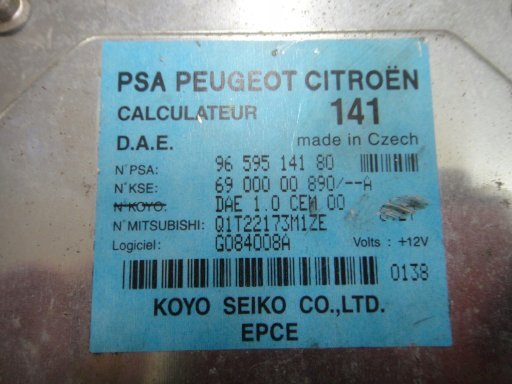 PSA PEUGEOT CITROËN
CALCULATEUR 141
D.A.E. made in Czech
N°PSA: 96 595 141 80
N°KSE: 69 000 00 890/--A
N°KOYO: DAE 1.0 CEM 00
N°MITSUBISHI: Q1T22173M1ZE
Logiciel: G084008A Volts : +12V
0138
KOYO SEIKO CO.,LTD.
EPCE